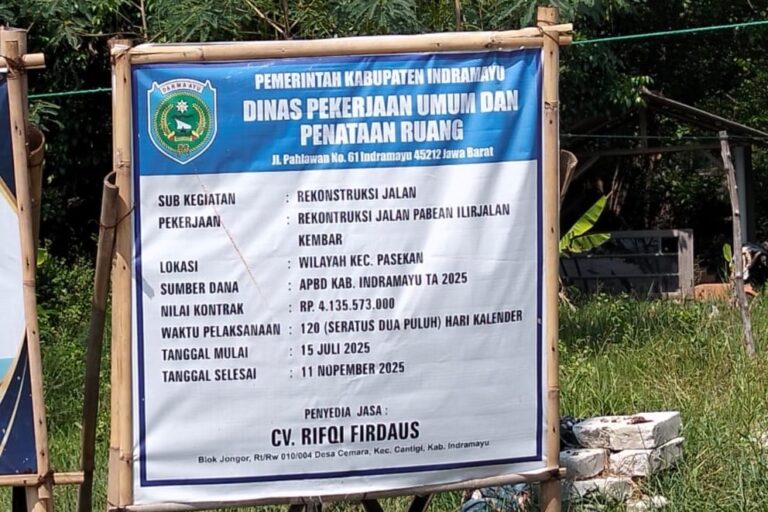 DARMA AYU
PEMERINTAH KABUPATEN INDRAMAYU
DINAS PEKERJAAN UMUM DAN
PENATAAN RUANG
Jl. Pahlawan No. 61 Indramayu 45212 Jawa Barat
SUB KEGIATAN : REKONSTRUKSI JALAN
PEKERJAAN : REKONTRUKSI JALAN PABEAN ILIRJALAN
KEMBAR
LOKASI : WILAYAH KEC. PASEKAN
SUMBER DANA : APBD KAB. INDRAMAYU TA 2025
NILAI KONTRAK : RP. 4.135.573.000
WAKTU PELAKSANAAN : 120 (SERATUS DUA PULUH) HARI KALENDER
TANGGAL MULAI : 15 JULI 2025
TANGGAL SELESAI : 11 NOPEMBER 2025
PENYEDIA JASA :
CV. RIFQI FIRDAUS
Blok Jongor, Rt/Rw 010/004 Desa Cemara, Kec. Cantigi, Kab. Indramayu